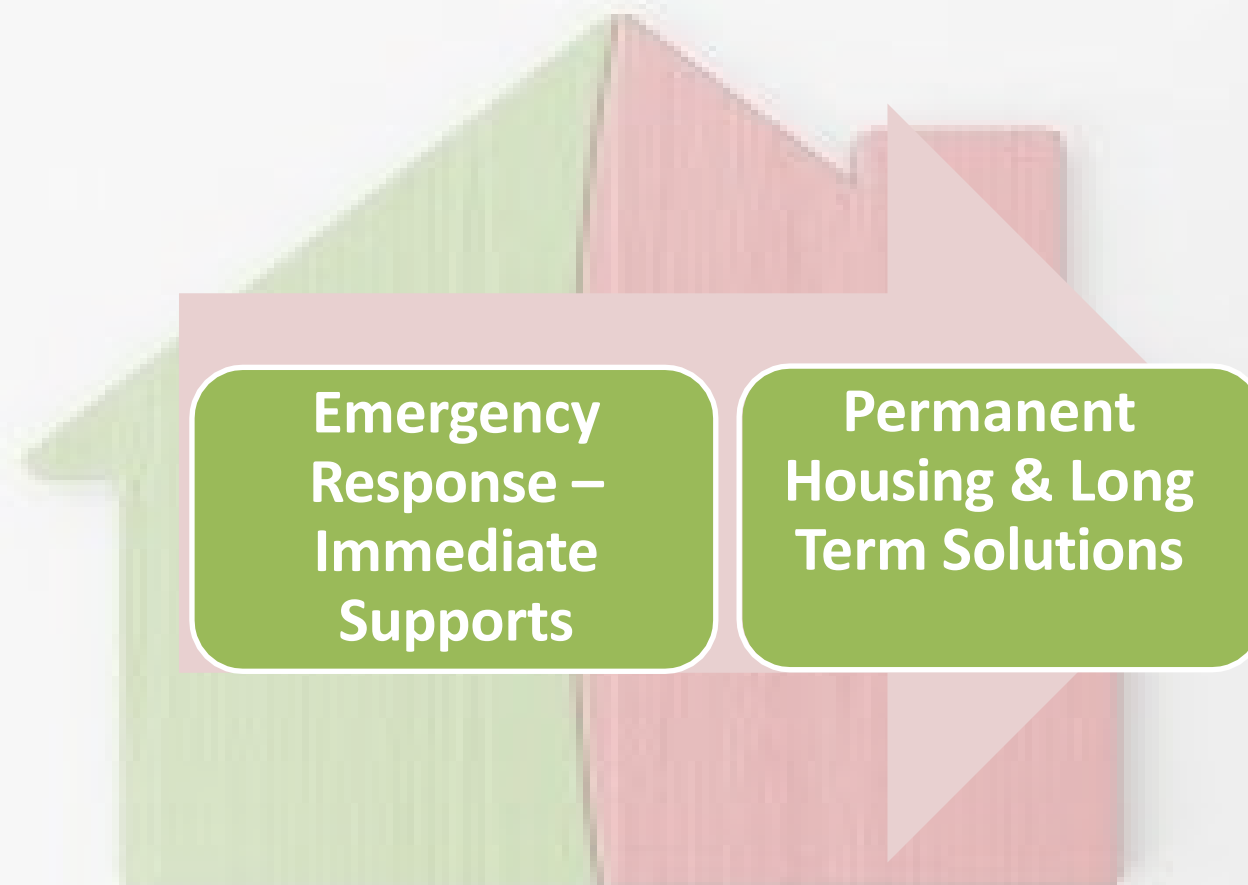 Emergency
Response –
Immediate
Supports
Permanent
Housing & Long
Term Solutions